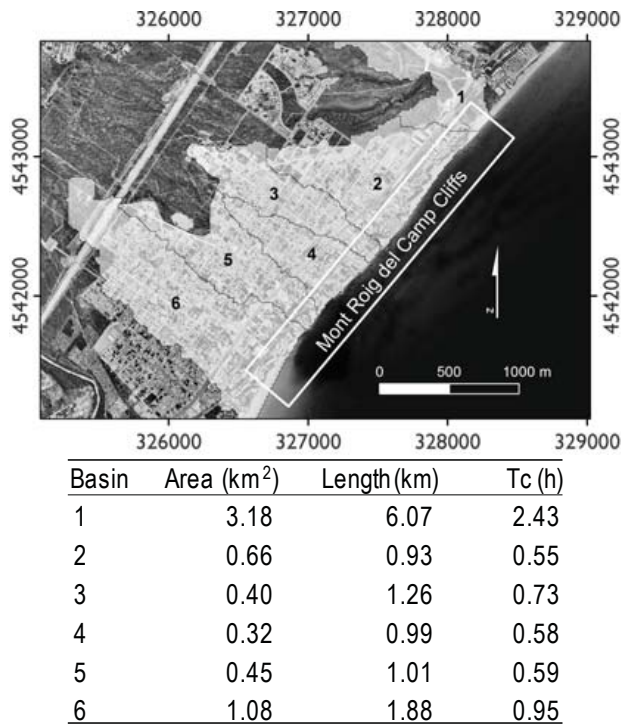 326000 327000 328000 329000
4543000 4543000
4542000 4542000
1
2
3
4
5
6
Mont Roig del Camp Cliffs
z
0 500 1000 m
326000 327000 328000 329000
Basin Area (km²) Length (km) Tc (h)
1 3.18 6.07 2.43
2 0.66 0.93 0.55
3 0.40 1.26 0.73
4 0.32 0.99 0.58
5 0.45 1.01 0.59
6 1.08 1.88 0.95